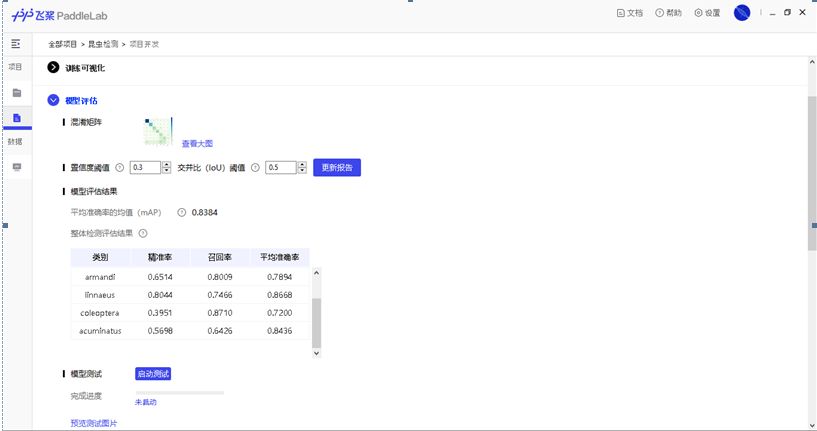 飞桨 PaddleLab 文档 帮助 设置
全部项目 > 昆虫检测 > 项目开发
项目
训练可视化
模型评估
混淆矩阵
查看大图
数据
置信度阈值 ? 0.3 交并比（IoU）阈值 ? 0.5 更新报告
模型评估结果
平均准确率的均值（mAP） ? 0.8384
整体检测评估结果 ?
类别 精准率 召回率 平均准确率
armandi 0.6514 0.8009 0.7894
linnaeus 0.8044 0.7466 0.8668
coleoptera 0.3951 0.8710 0.7200
acuminatus 0.5698 0.6426 0.8436
模型测试 启动测试
完成进度
未启动
预览测试图片